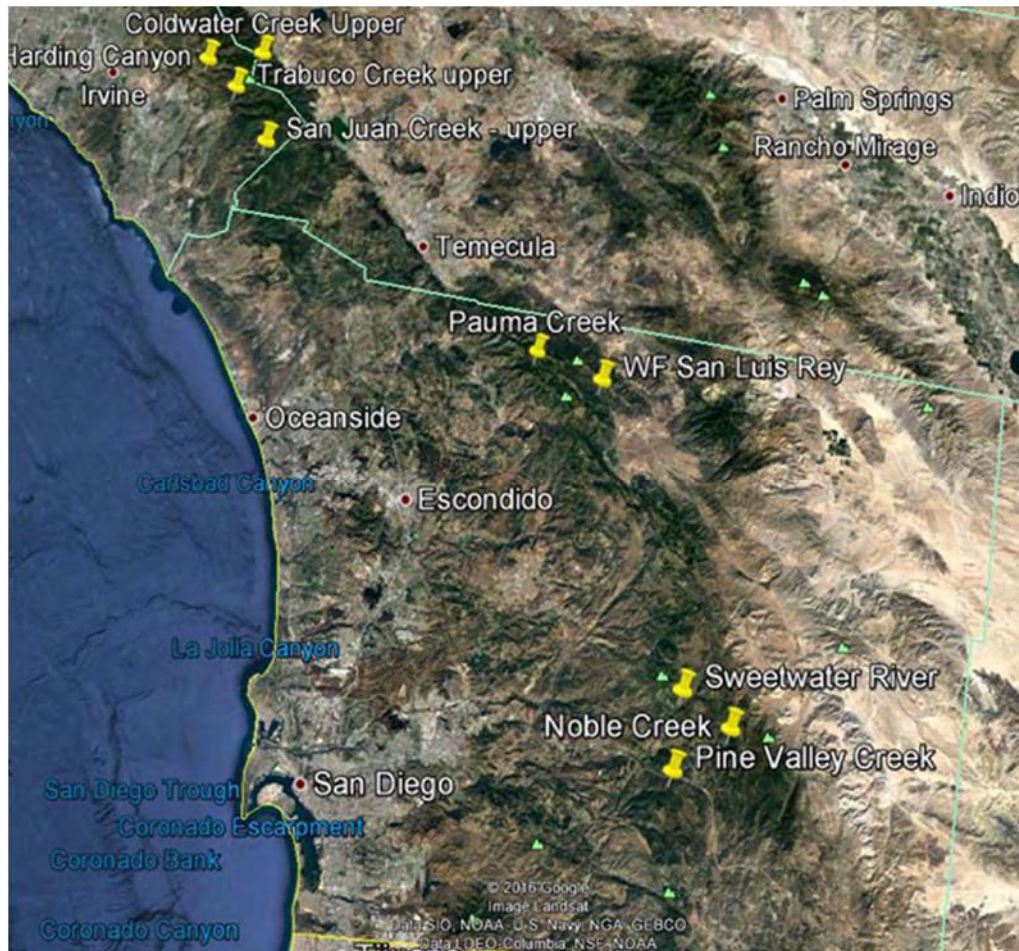 Coldwater Creek Upper
Harding Canyon
Trabuco Creek upper
Irvine
Palm Springs
San Juan Creek - upper
Rancho Mirage
Indio
Temecula
Pauma Creek
WF San Luis Rey
Oceanside
Carlsbad Canyon
Escondido
La Jolla Canyon
Sweetwater River
Noble Creek
Pine Valley Creek
San Diego
San Diego Trough
Coronado Escarpment
Coronado Bank
© 2016 Google
Image Landsat
Data SIO, NOAA, U.S. Navy, NGA, GEBCO
Coronado Canyon
Data LDEO-Columbia, NSF, NOAA